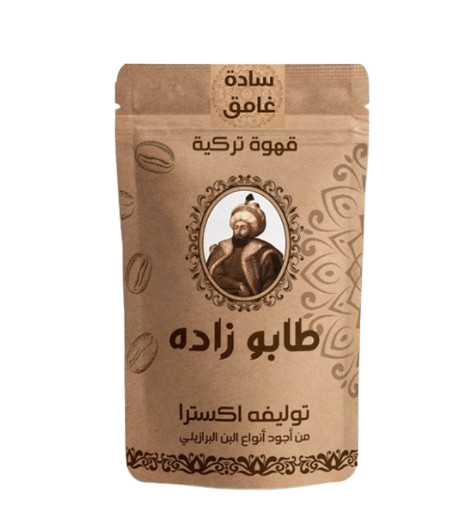 سادة
غامق
قهوة تركية
طابو زاده
توليفه اكسترا
من أجود أنواع البن البرازيلي